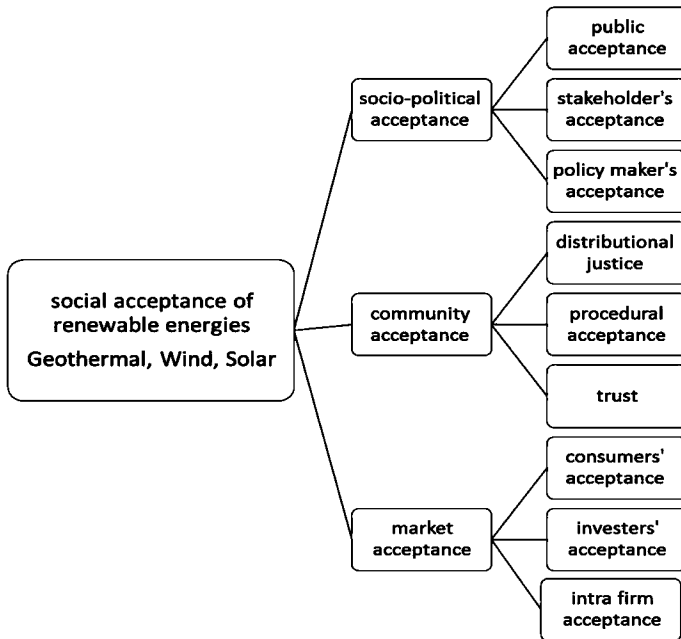 social acceptance of
renewable energies
Geothermal, Wind, Solar
socio-political
acceptance
public
acceptance
stakeholder's
acceptance
policy maker's
acceptance
community
acceptance
distributional
justice
procedural
acceptance
trust
market
acceptance
consumers'
acceptance
investers'
acceptance
intra firm
acceptance